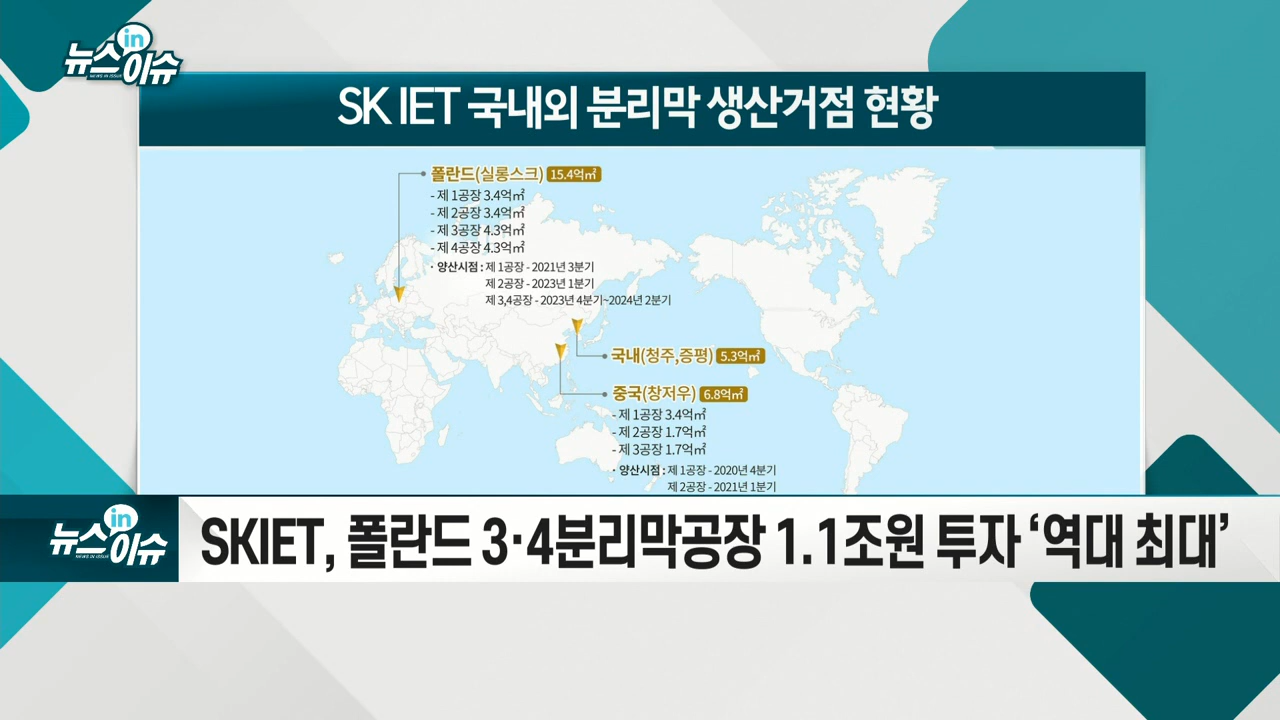 뉴스in이슈
NEWS IN ISSUE
SK IET 국내외 분리막 생산거점 현황
폴란드(실롱스크) 15.4억㎡
- 제 1공장 3.4억㎡
- 제 2공장 3.4억㎡
- 제 3공장 4.3억㎡
- 제 4공장 4.3억㎡
· 양산시점 : 제 1공장 - 2021년 3분기
제 2공장 - 2023년 1분기
제 3,4공장 - 2023년 4분기~2024년 2분기
국내(청주,증평) 5.3억㎡
중국(창저우) 6.8억㎡
- 제 1공장 3.4억㎡
- 제 2공장 1.7억㎡
- 제 3공장 1.7억㎡
· 양산시점 : 제 1공장 - 2020년 4분기
제 2공장 - 2021년 1분기
뉴스in이슈
NEWS IN ISSUE
SKIET, 폴란드 3·4분리막공장 1.1조원 투자 ‘역대 최대’